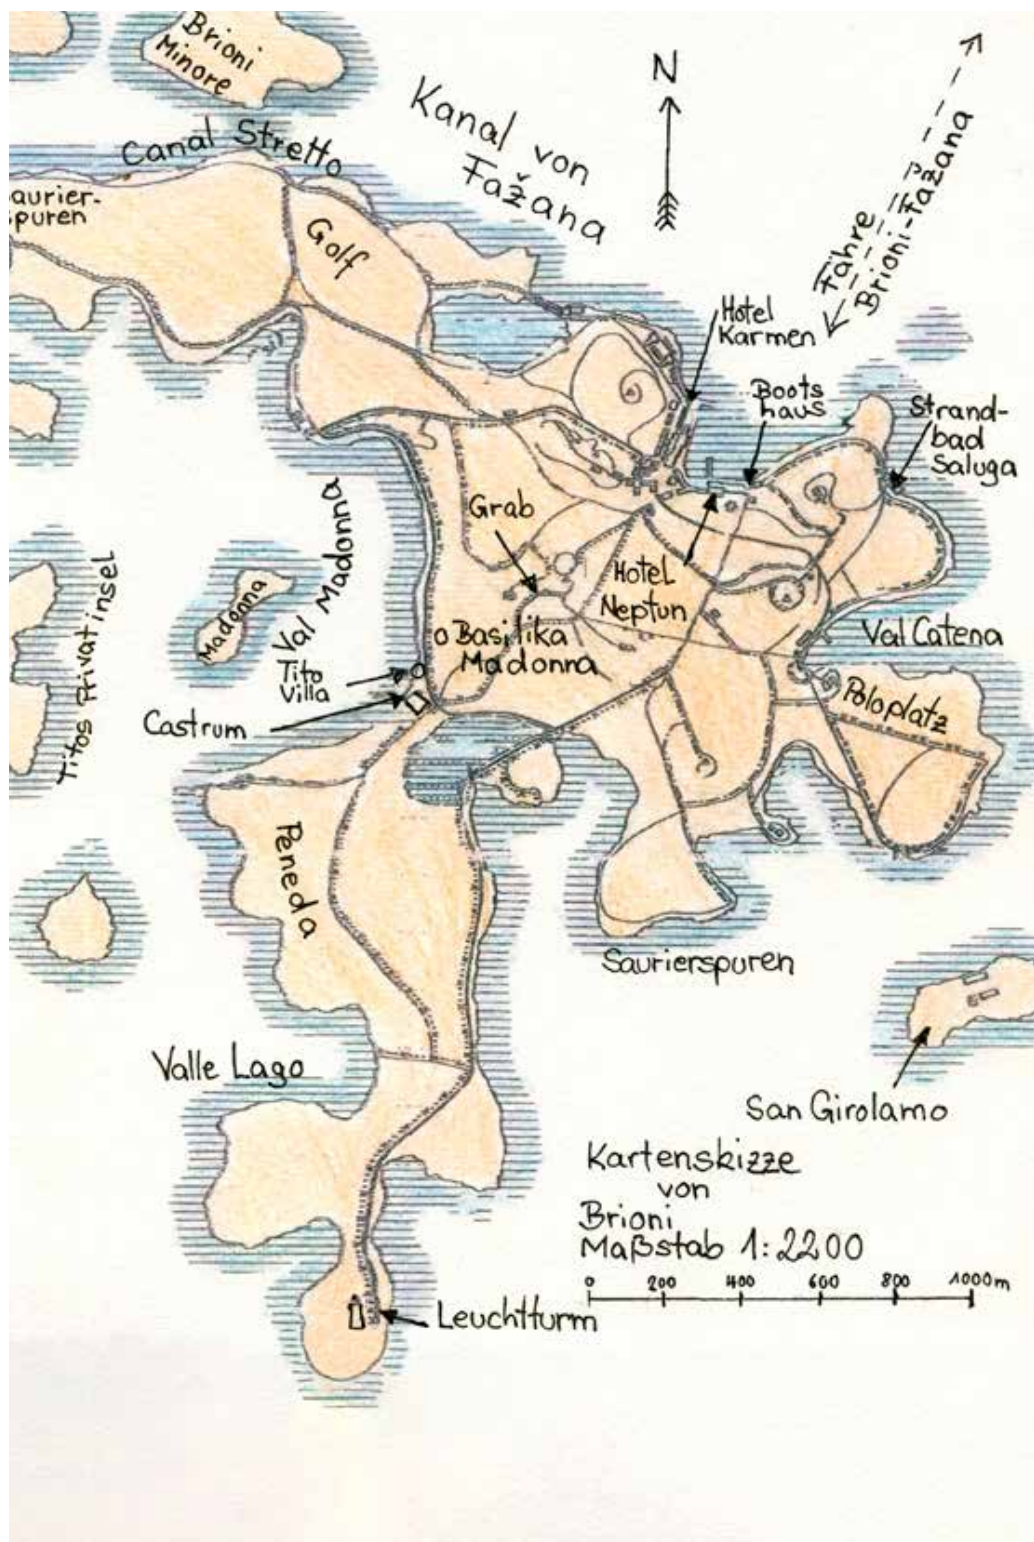 Brioni
Minore
Canal Stretto
Kanal von
Fažana
N
Fähre
Brioni-Fažana
aurier-
puren
Golf
Hotel
Karmen
Boots
haus
Strand-
bad
Saluga
Grab
Hotel
Neptun
Val Madonna
Madonna
Titos Privatinsel
Basilika
Madonna
Val Catena
Tito
Villa
Castrum
Poloplatz
Peneda
Saurierspuren
Valle Lago
San Girolamo
Kartenskizze
von
Brioni
Maßstab 1:2200
0 200 400 600 800 1000m
Leuchtturm